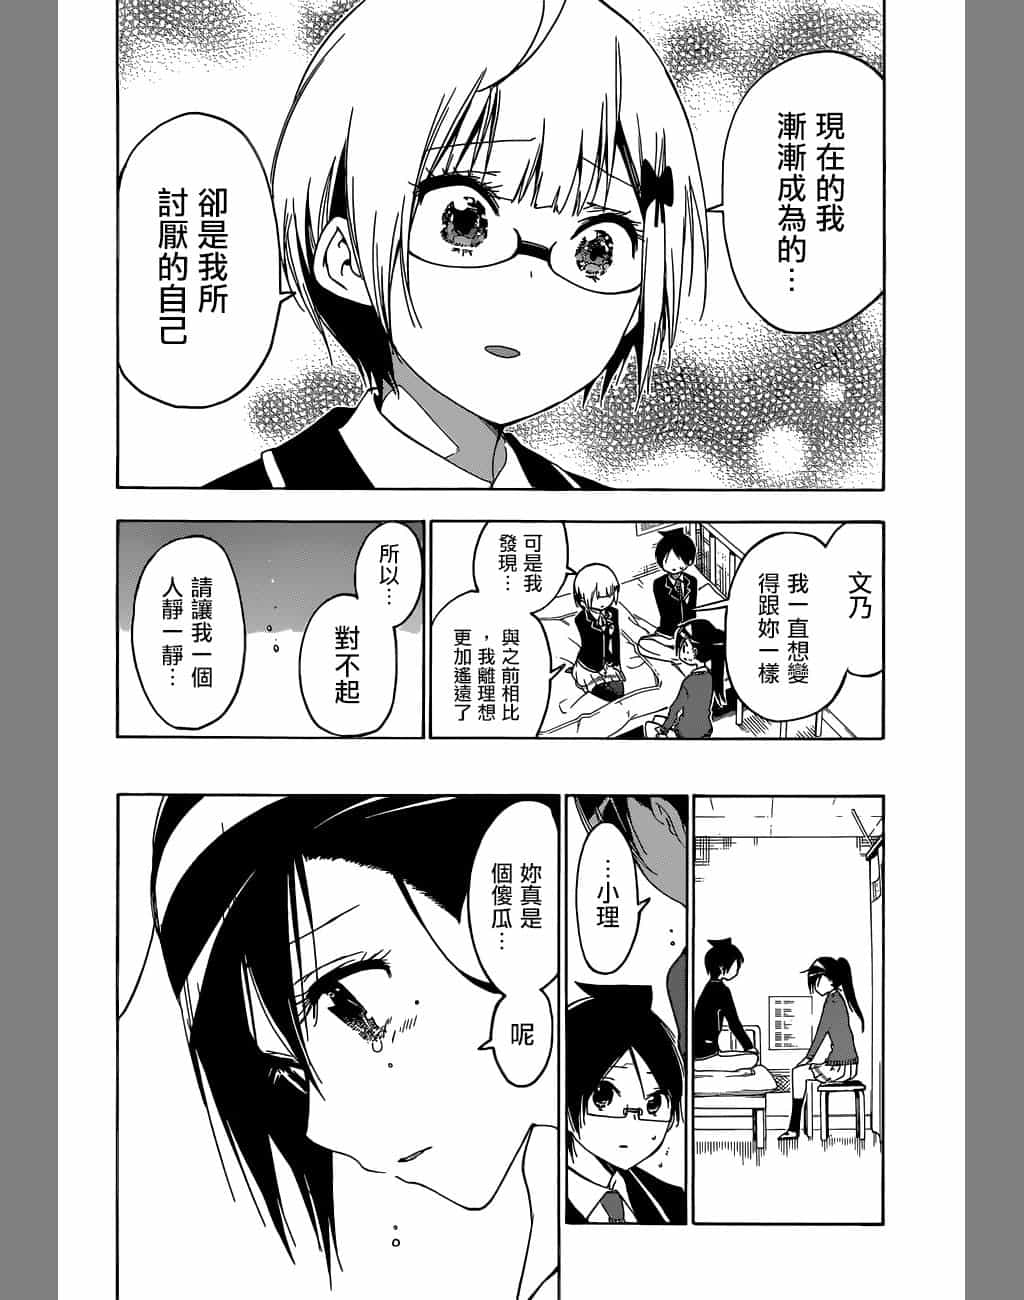 現在的我
漸漸成為的…
卻是我所
討厭的自己
文乃
我一直想變
得跟妳一樣
可是我
發現…
與之前相比
，我離理想
更加遙遠了
所以…
對不起
請讓我一個
人靜一靜…
…小理
妳真是
個傻瓜…
呢